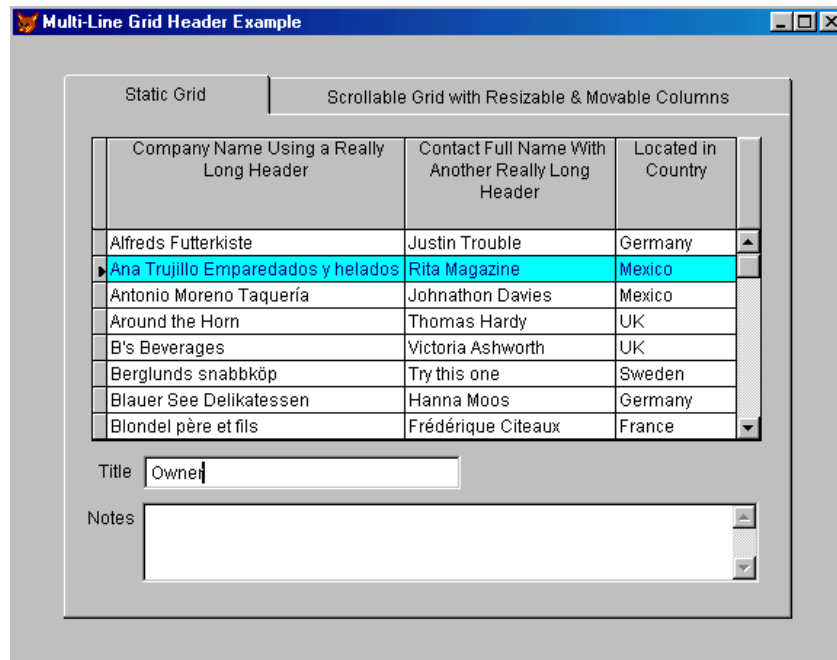 Multi-Line Grid Header Example
Static Grid
Scrollable Grid with Resizable & Movable Columns
Company Name Using a Really
Long Header
Contact Full Name With
Another Really Long
Header
Located in
Country
Alfreds Futterkiste Justin Trouble Germany
Ana Trujillo Emparedados y helados Rita Magazine Mexico
Antonio Moreno Taquería Johnathon Davies Mexico
Around the Horn Thomas Hardy UK
B's Beverages Victoria Ashworth UK
Berglunds snabbköp Try this one Sweden
Blauer See Delikatessen Hanna Moos Germany
Blondel père et fils Frédérique Citeaux France
Title Owner
Notes